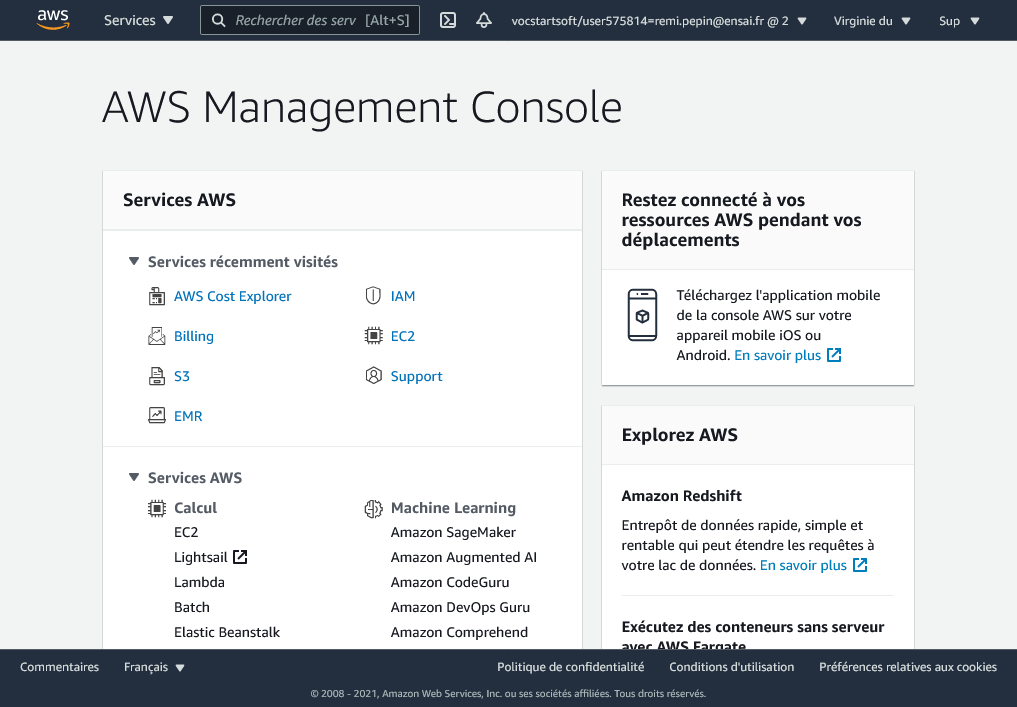 aws
Services
Rechercher des serv [Alt+S]
vocstartsoft/user575814=remi.pepin@ensai.fr @ 2
Virginie du
Sup
AWS Management Console
Services AWS
Services récemment visités
AWS Cost Explorer
IAM
Billing
EC2
S3
Support
EMR
Services AWS
Calcul
EC2
Lightsail
Lambda
Batch
Elastic Beanstalk
Machine Learning
Amazon SageMaker
Amazon Augmented AI
Amazon CodeGuru
Amazon DevOps Guru
Amazon Comprehend
Restez connecté à vos
ressources AWS pendant vos
déplacements
Téléchargez l'application mobile
de la console AWS sur votre
appareil mobile iOS ou
Android. En savoir plus
Explorez AWS
Amazon Redshift
Entrepôt de données rapide, simple et
rentable qui peut étendre les requêtes à
votre lac de données. En savoir plus
Exécutez des conteneurs sans serveur
avec AWS Fargate
Commentaires
Français
Politique de confidentialité
Conditions d'utilisation
Préférences relatives aux cookies
© 2008 - 2021, Amazon Web Services, Inc. ou ses sociétés affiliées. Tous droits réservés.